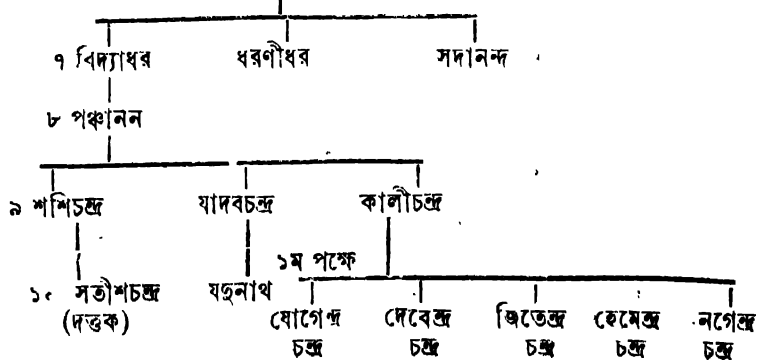 ৭ বিদ্যাধর ধরণীধর সদানন্দ
৮ পঞ্চানন
৯ শশিচন্দ্র যাদবচন্দ্র কালীচন্দ্র
১ম পক্ষে
১০ সতীশচন্দ্র যদুনাথ
(দত্তক) যোগেন্দ্র দেবেন্দ্র জিতেন্দ্র হেমেন্দ্র নগেন্দ্র
চন্দ্র চন্দ্র চন্দ্র চন্দ্র চন্দ্র